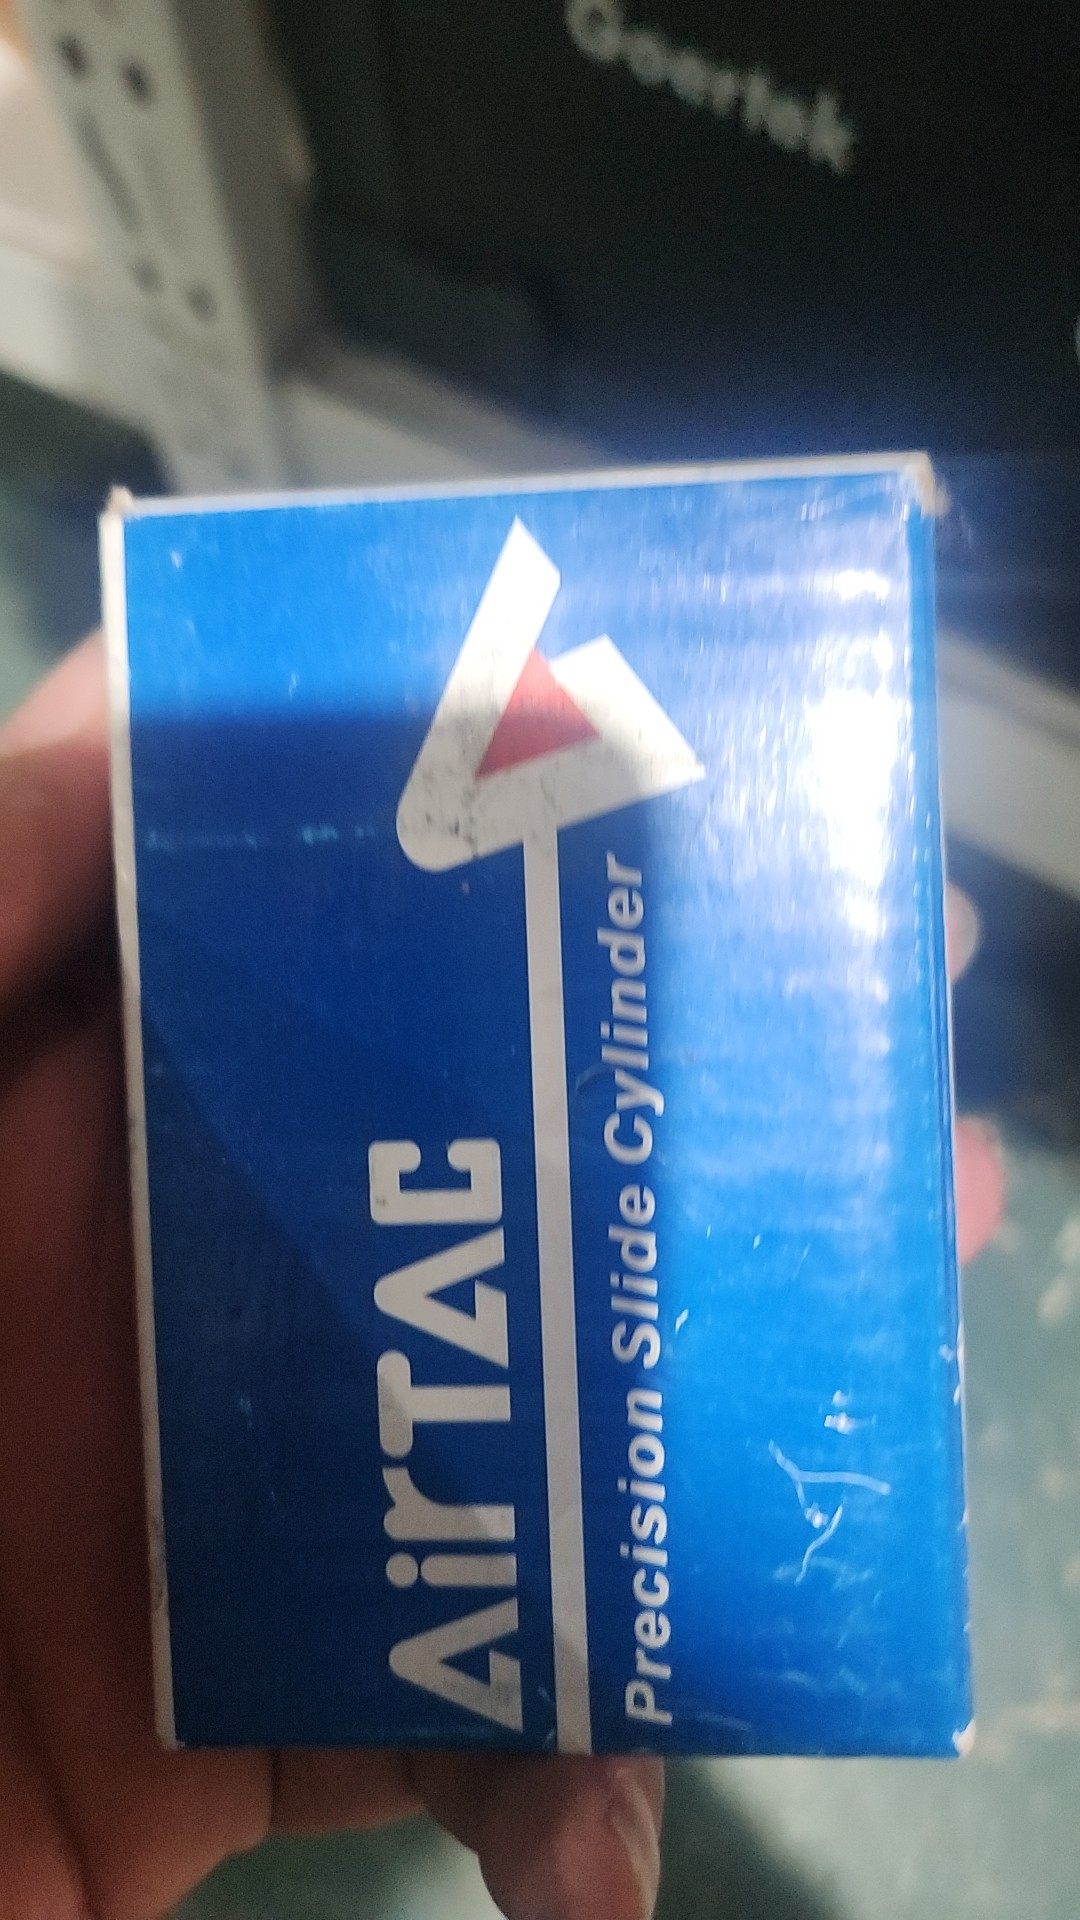 Goertek
AirTAC
Precision Slide Cylinder